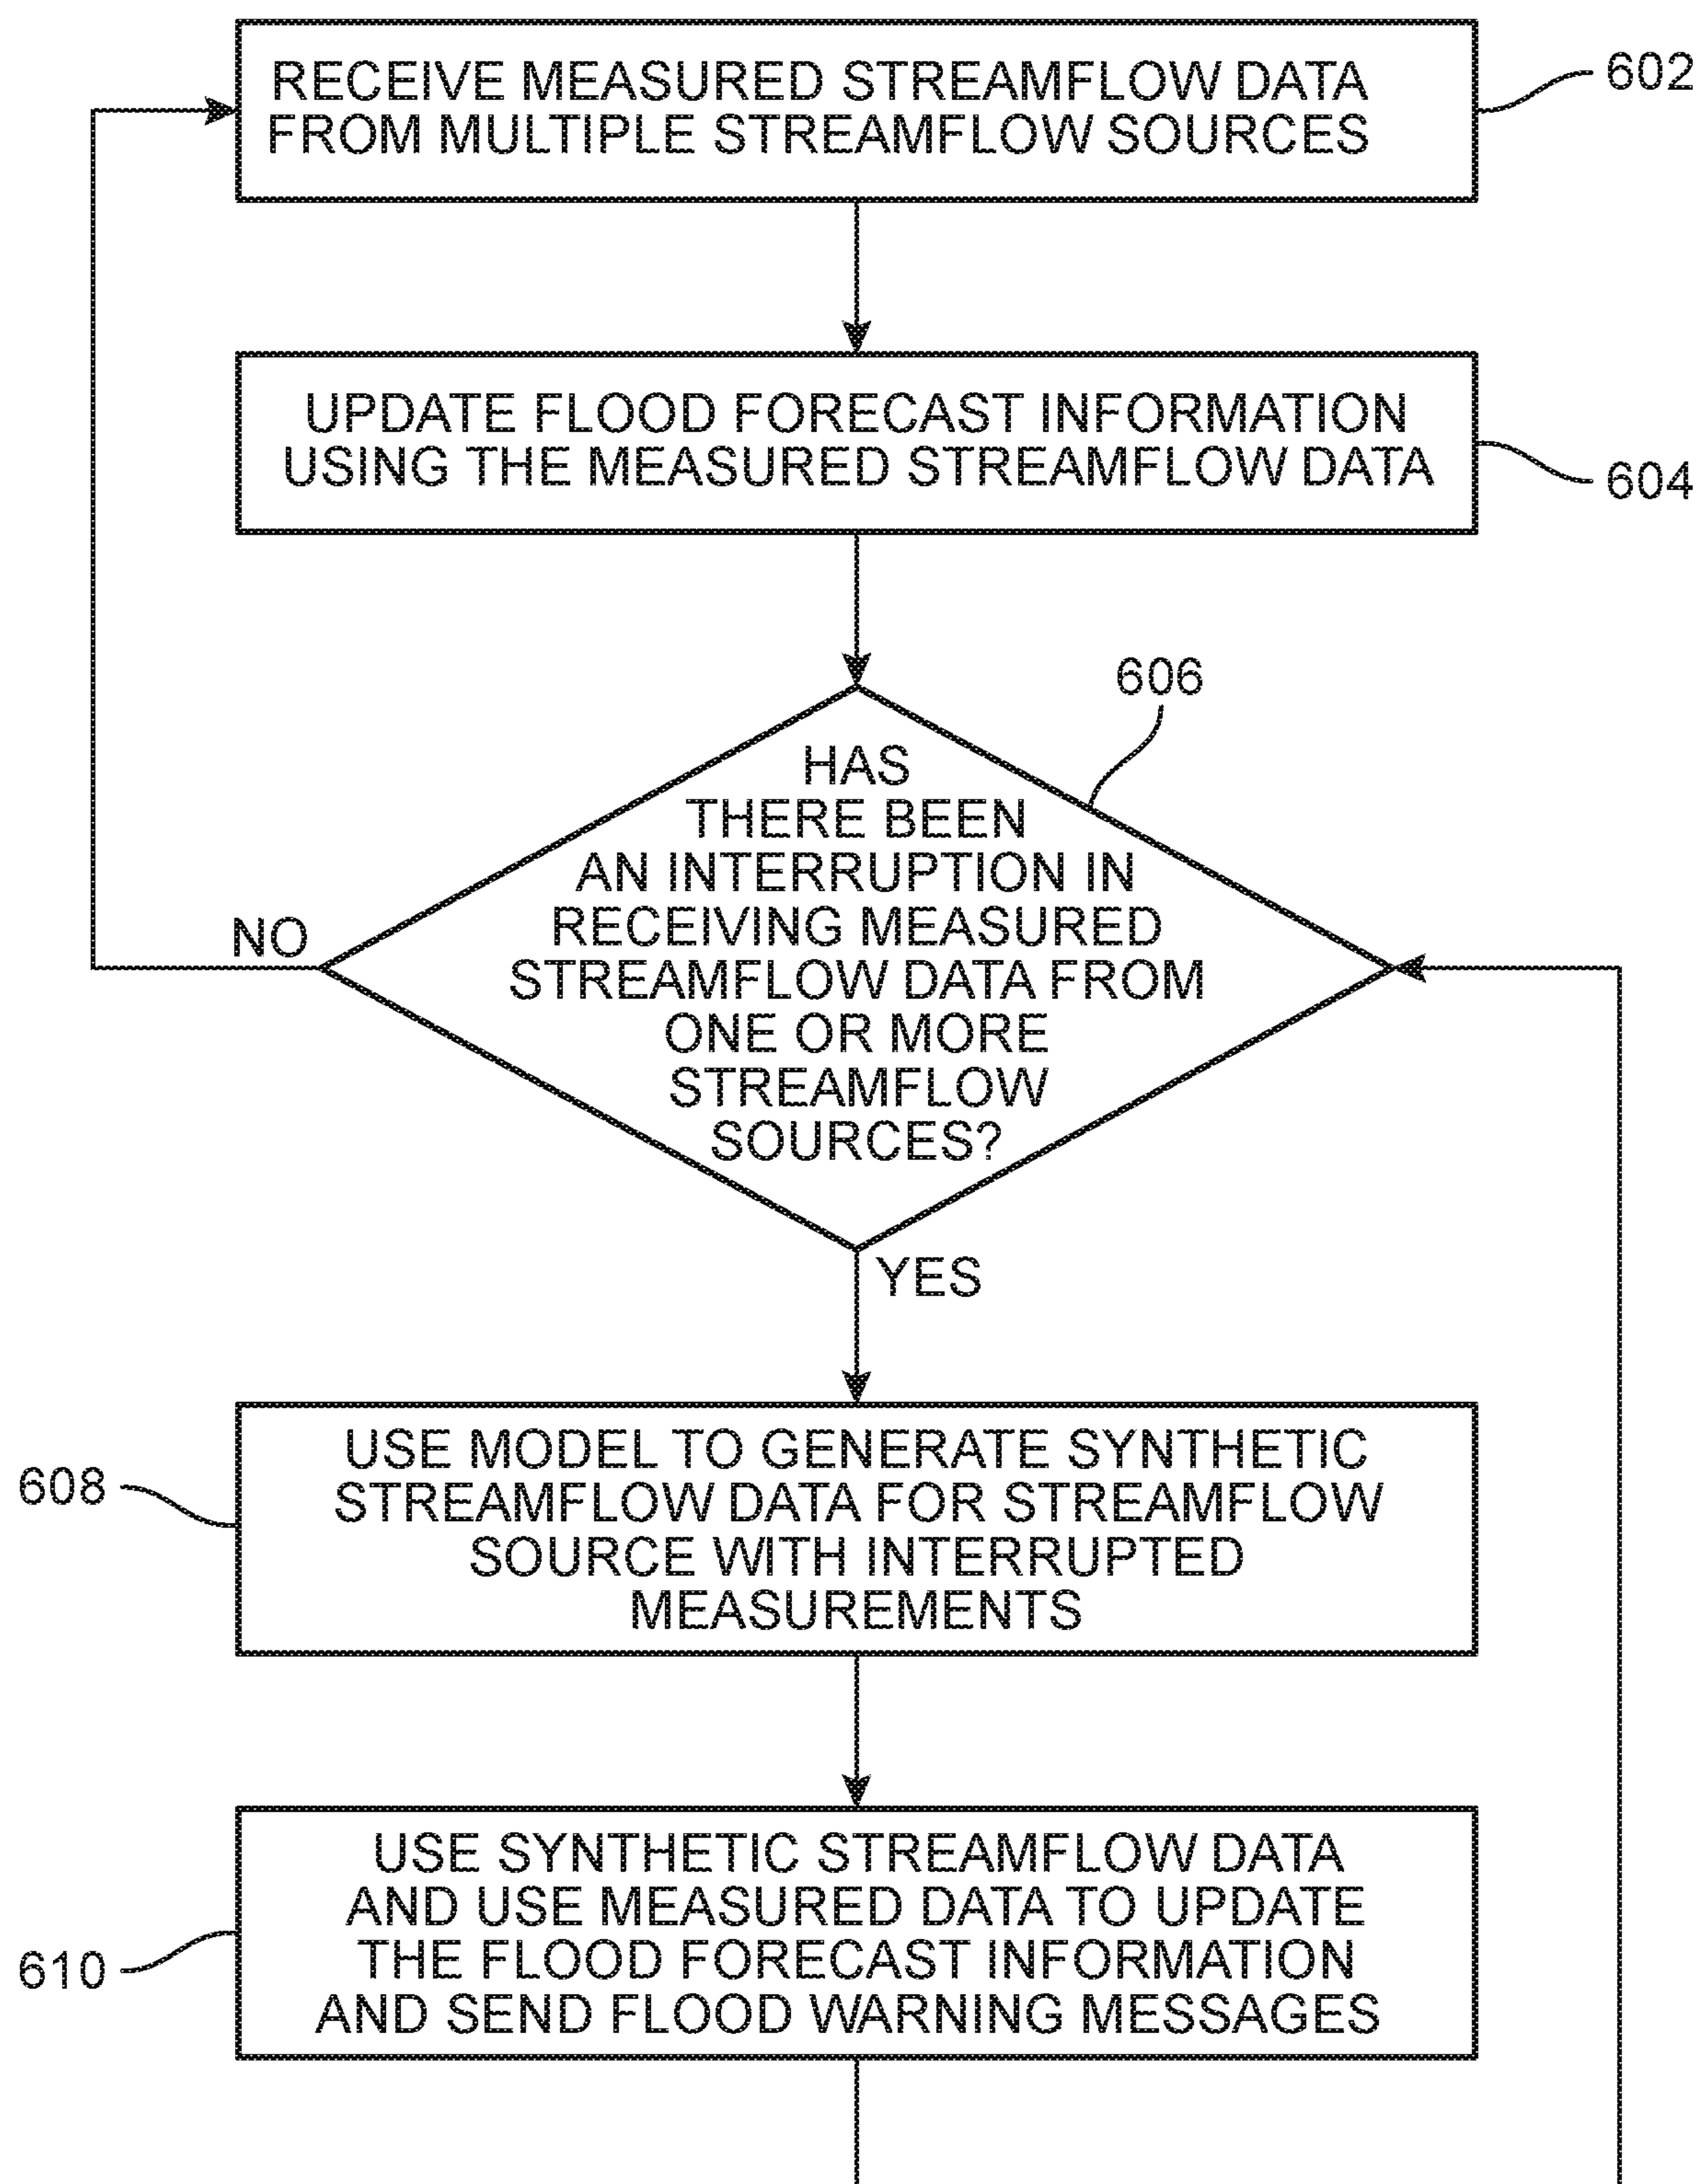 RECEIVE MEASURED STREAMFLOW DATA
FROM MULTIPLE STREAMFLOW SOURCES
602
UPDATE FLOOD FORECAST INFORMATION
USING THE MEASURED STREAMFLOW DATA
604
606
HAS
THERE BEEN
AN INTERRUPTION IN
RECEIVING MEASURED
STREAMFLOW DATA FROM
ONE OR MORE
STREAMFLOW
SOURCES?
NO
YES
USE MODEL TO GENERATE SYNTHETIC
STREAMFLOW DATA FOR STREAMFLOW
SOURCE WITH INTERRUPTED
MEASUREMENTS
608
USE SYNTHETIC STREAMFLOW DATA
AND USE MEASURED DATA TO UPDATE
THE FLOOD FORECAST INFORMATION
AND SEND FLOOD WARNING MESSAGES
610